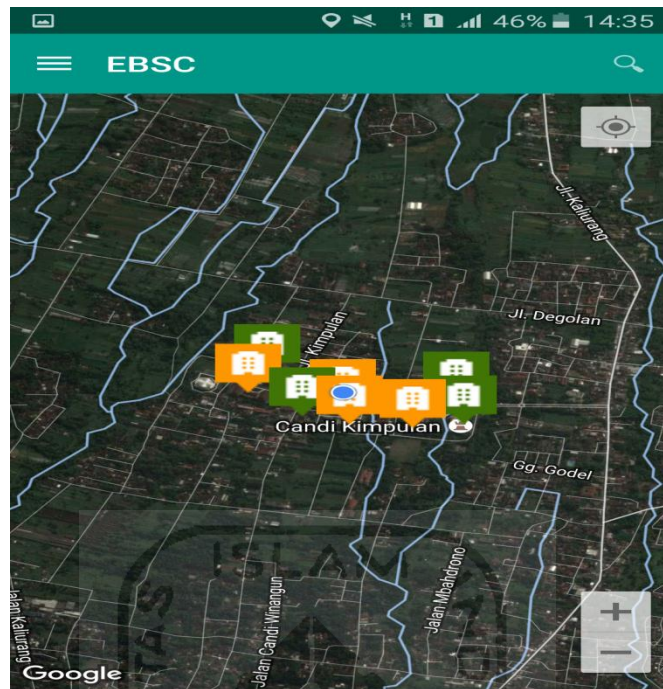 H 1 46% 14:35
EBSC
Jl. Kaliurang
Jl. Degolan
Jl. Kimpulan
Candi Kimpulan
Gg. Godel
ISLAM
TAS
Jalan Mbahdrono
Jalan Candi Winangun
Jalan Kaliurang
Google